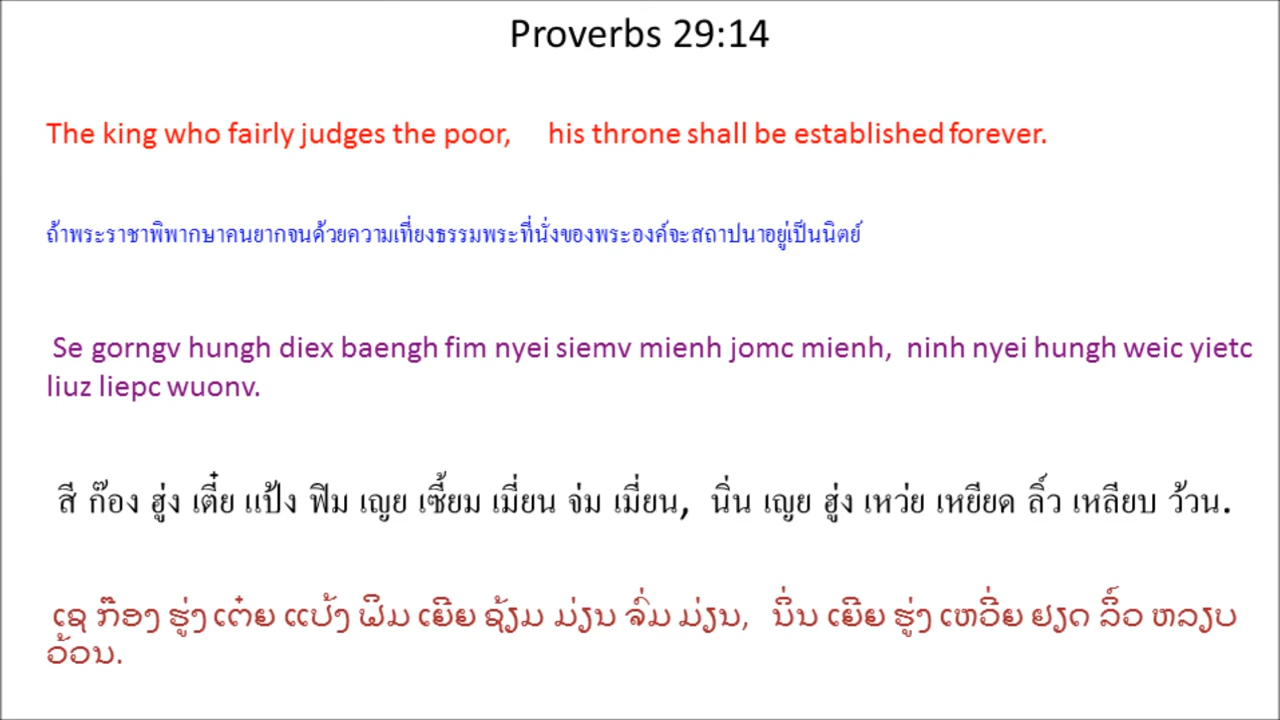 Proverbs 29:14
The king who fairly judges the poor, his throne shall be established forever.
ถ้าพระราชาพิพากษาคนยากจนด้วยความเที่ยงธรรมพระที่นั่งของพระองค์จะสถาปนาอยู่เป็นนิตย์
Se gorngv hungh diex baengh fim nyei siemv mienh jomc mienh, ninh nyei hungh weic yietc
liuz liepc wuonv.
สี ก๊อง ฮู่ง เตี๋ย แป้ง ฟิม เญย เซี้ยม เมี่ยน จ่ม เมี่ยน, นิ่น เญย ฮู่ง เหว่ย เหยียด ลิ์ว เหลียบ ว้วน.
ເຊ ກ໊ອງ ຮູ່ງ ເຕ໋ຍ ແປ້ງ ຟິມ ເຍີຍ ຊ້ຽມ ມ່ຽນ ຈົ່ມ ມ່ຽນ, ນິ່ນ ເຍີຍ ຮູ່ງ ເຫວີ່ຍ ຢຽດ ລິ໌ວ ຫລຽບ
ວ້ວນ.